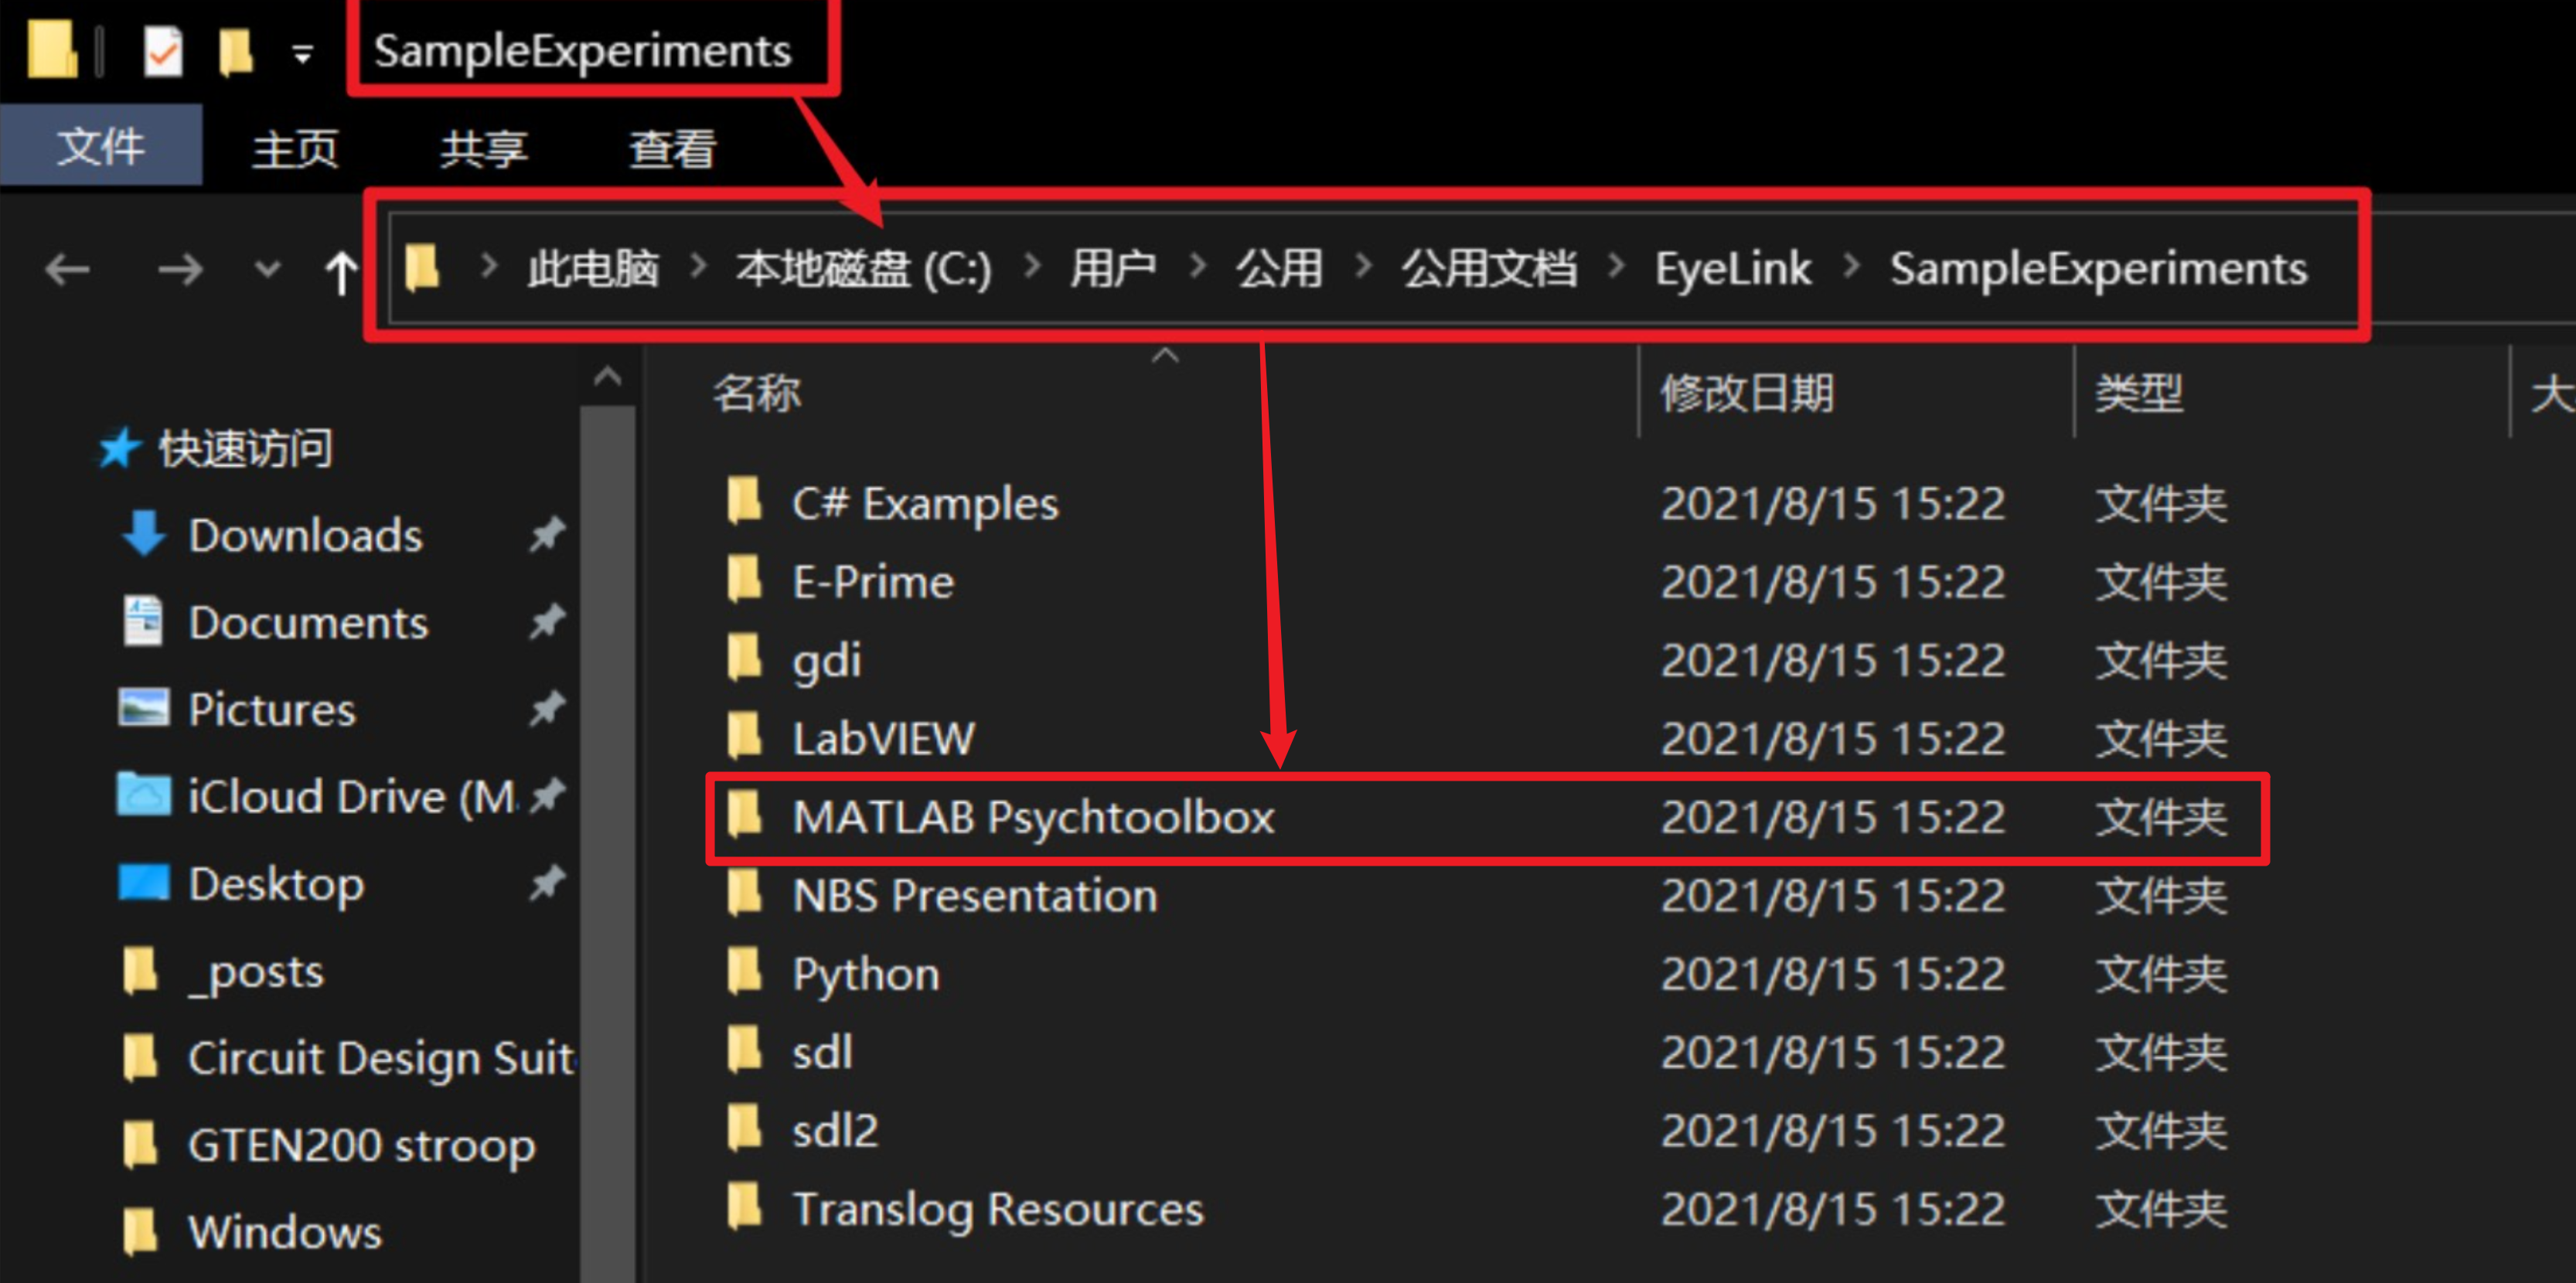 SampleExperiments
文件 主页 共享 查看
此电脑 本地磁盘 (C:) 用户 公用 公用文档 EyeLink SampleExperiments
名称 修改日期 类型 大
快速访问
Downloads
Documents
Pictures
iCloud Drive (M
Desktop
_posts
Circuit Design Suit
GTEN200 stroop
Windows
C# Examples 2021/8/15 15:22 文件夹
E-Prime 2021/8/15 15:22 文件夹
gdi 2021/8/15 15:22 文件夹
LabVIEW 2021/8/15 15:22 文件夹
MATLAB Psychtoolbox 2021/8/15 15:22 文件夹
NBS Presentation 2021/8/15 15:22 文件夹
Python 2021/8/15 15:22 文件夹
sdl 2021/8/15 15:22 文件夹
sdl2 2021/8/15 15:22 文件夹
Translog Resources 2021/8/15 15:22 文件夹